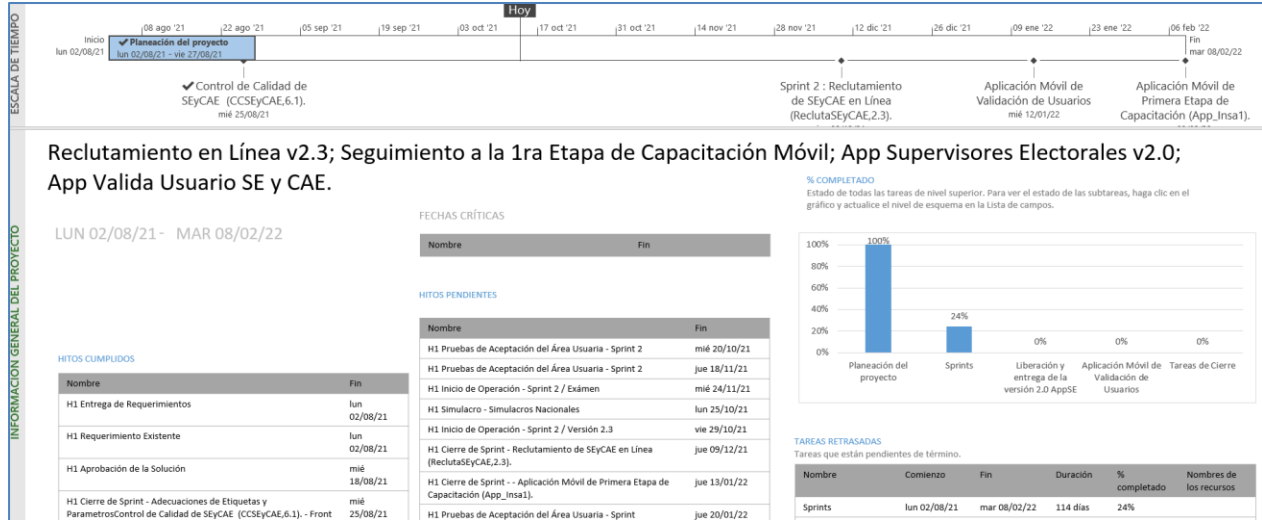 ESCALA DE TIEMPO
Hoy
08 ago '21 22 ago '21 05 sep '21 19 sep '21 03 oct '21 17 oct '21 31 oct '21 14 nov '21 28 nov '21 12 dic '21 26 dic '21 09 ene '22 23 ene '22 06 feb '22
Inicio
lun 02/08/21
Planeación del proyecto
lun 02/08/21 - vie 27/08/21
Fin
mar 08/02/22
Control de Calidad de
SEyCAE (CCSEyCAE,6.1).
mié 25/08/21
Sprint 2 : Reclutamiento
de SEyCAE en Línea
(ReclutaSEyCAE,2.3).
Aplicación Móvil de
Validación de Usuarios
mié 12/01/22
Aplicación Móvil de
Primera Etapa de
Capacitación (App_Insa1).
INFORMACIÓN GENERAL DEL PROYECTO
Reclutamiento en Línea v2.3; Seguimiento a la 1ra Etapa de Capacitación Móvil; App Supervisores Electorales v2.0;
App Valida Usuario SE y CAE.
LUN 02/08/21 - MAR 08/02/22
HITOS CUMPLIDOS
Nombre Fin
H1 Entrega de Requerimientos lun
02/08/21
H1 Requerimiento Existente lun
02/08/21
H1 Aprobación de la Solución mié
18/08/21
H1 Cierre de Sprint - Adecuaciones de Etiquetas y mié
ParametrosControl de Calidad de SEyCAE (CCSEyCAE,6.1). - Front 25/08/21
FECHAS CRÍTICAS
Nombre Fin
HITOS PENDIENTES
Nombre Fin
H1 Pruebas de Aceptación del Área Usuaria - Sprint 2 mié 20/10/21
H1 Pruebas de Aceptación del Área Usuaria - Sprint 2 jue 18/11/21
H1 Inicio de Operación - Sprint 2 / Exámen mié 24/11/21
H1 Simulacro - Simulacros Nacionales lun 25/10/21
H1 Inicio de Operación - Sprint 2 / Versión 2.3 vie 29/10/21
H1 Cierre de Sprint - Reclutamiento de SEyCAE en Línea jue 09/12/21
(ReclutaSEyCAE,2.3).
H1 Cierre de Sprint - - Aplicación Móvil de Primera Etapa de jue 13/01/22
Capacitación (App_Insa1).
H1 Pruebas de Aceptación del Área Usuaria - Sprint jue 20/01/22
% COMPLETADO
Estado de todas las tareas de nivel superior. Para ver el estado de las subtareas, haga clic en el
gráfico y actualice el nivel de esquema en la Lista de campos.
100%
80%
60%
40%
20%
0%
100% 24% 0% 0% 0%
Planeación del
proyecto
Sprints
Liberación y
entrega de la
versión 2.0 AppSE
Aplicación Móvil de
Validación de
Usuarios
Tareas de Cierre
TAREAS RETRASADAS
Tareas que están pendientes de término.
Nombre Comienzo Fin Duración % completado Nombres de los recursos
Sprints lun 02/08/21 mar 08/02/22 114 días 24%